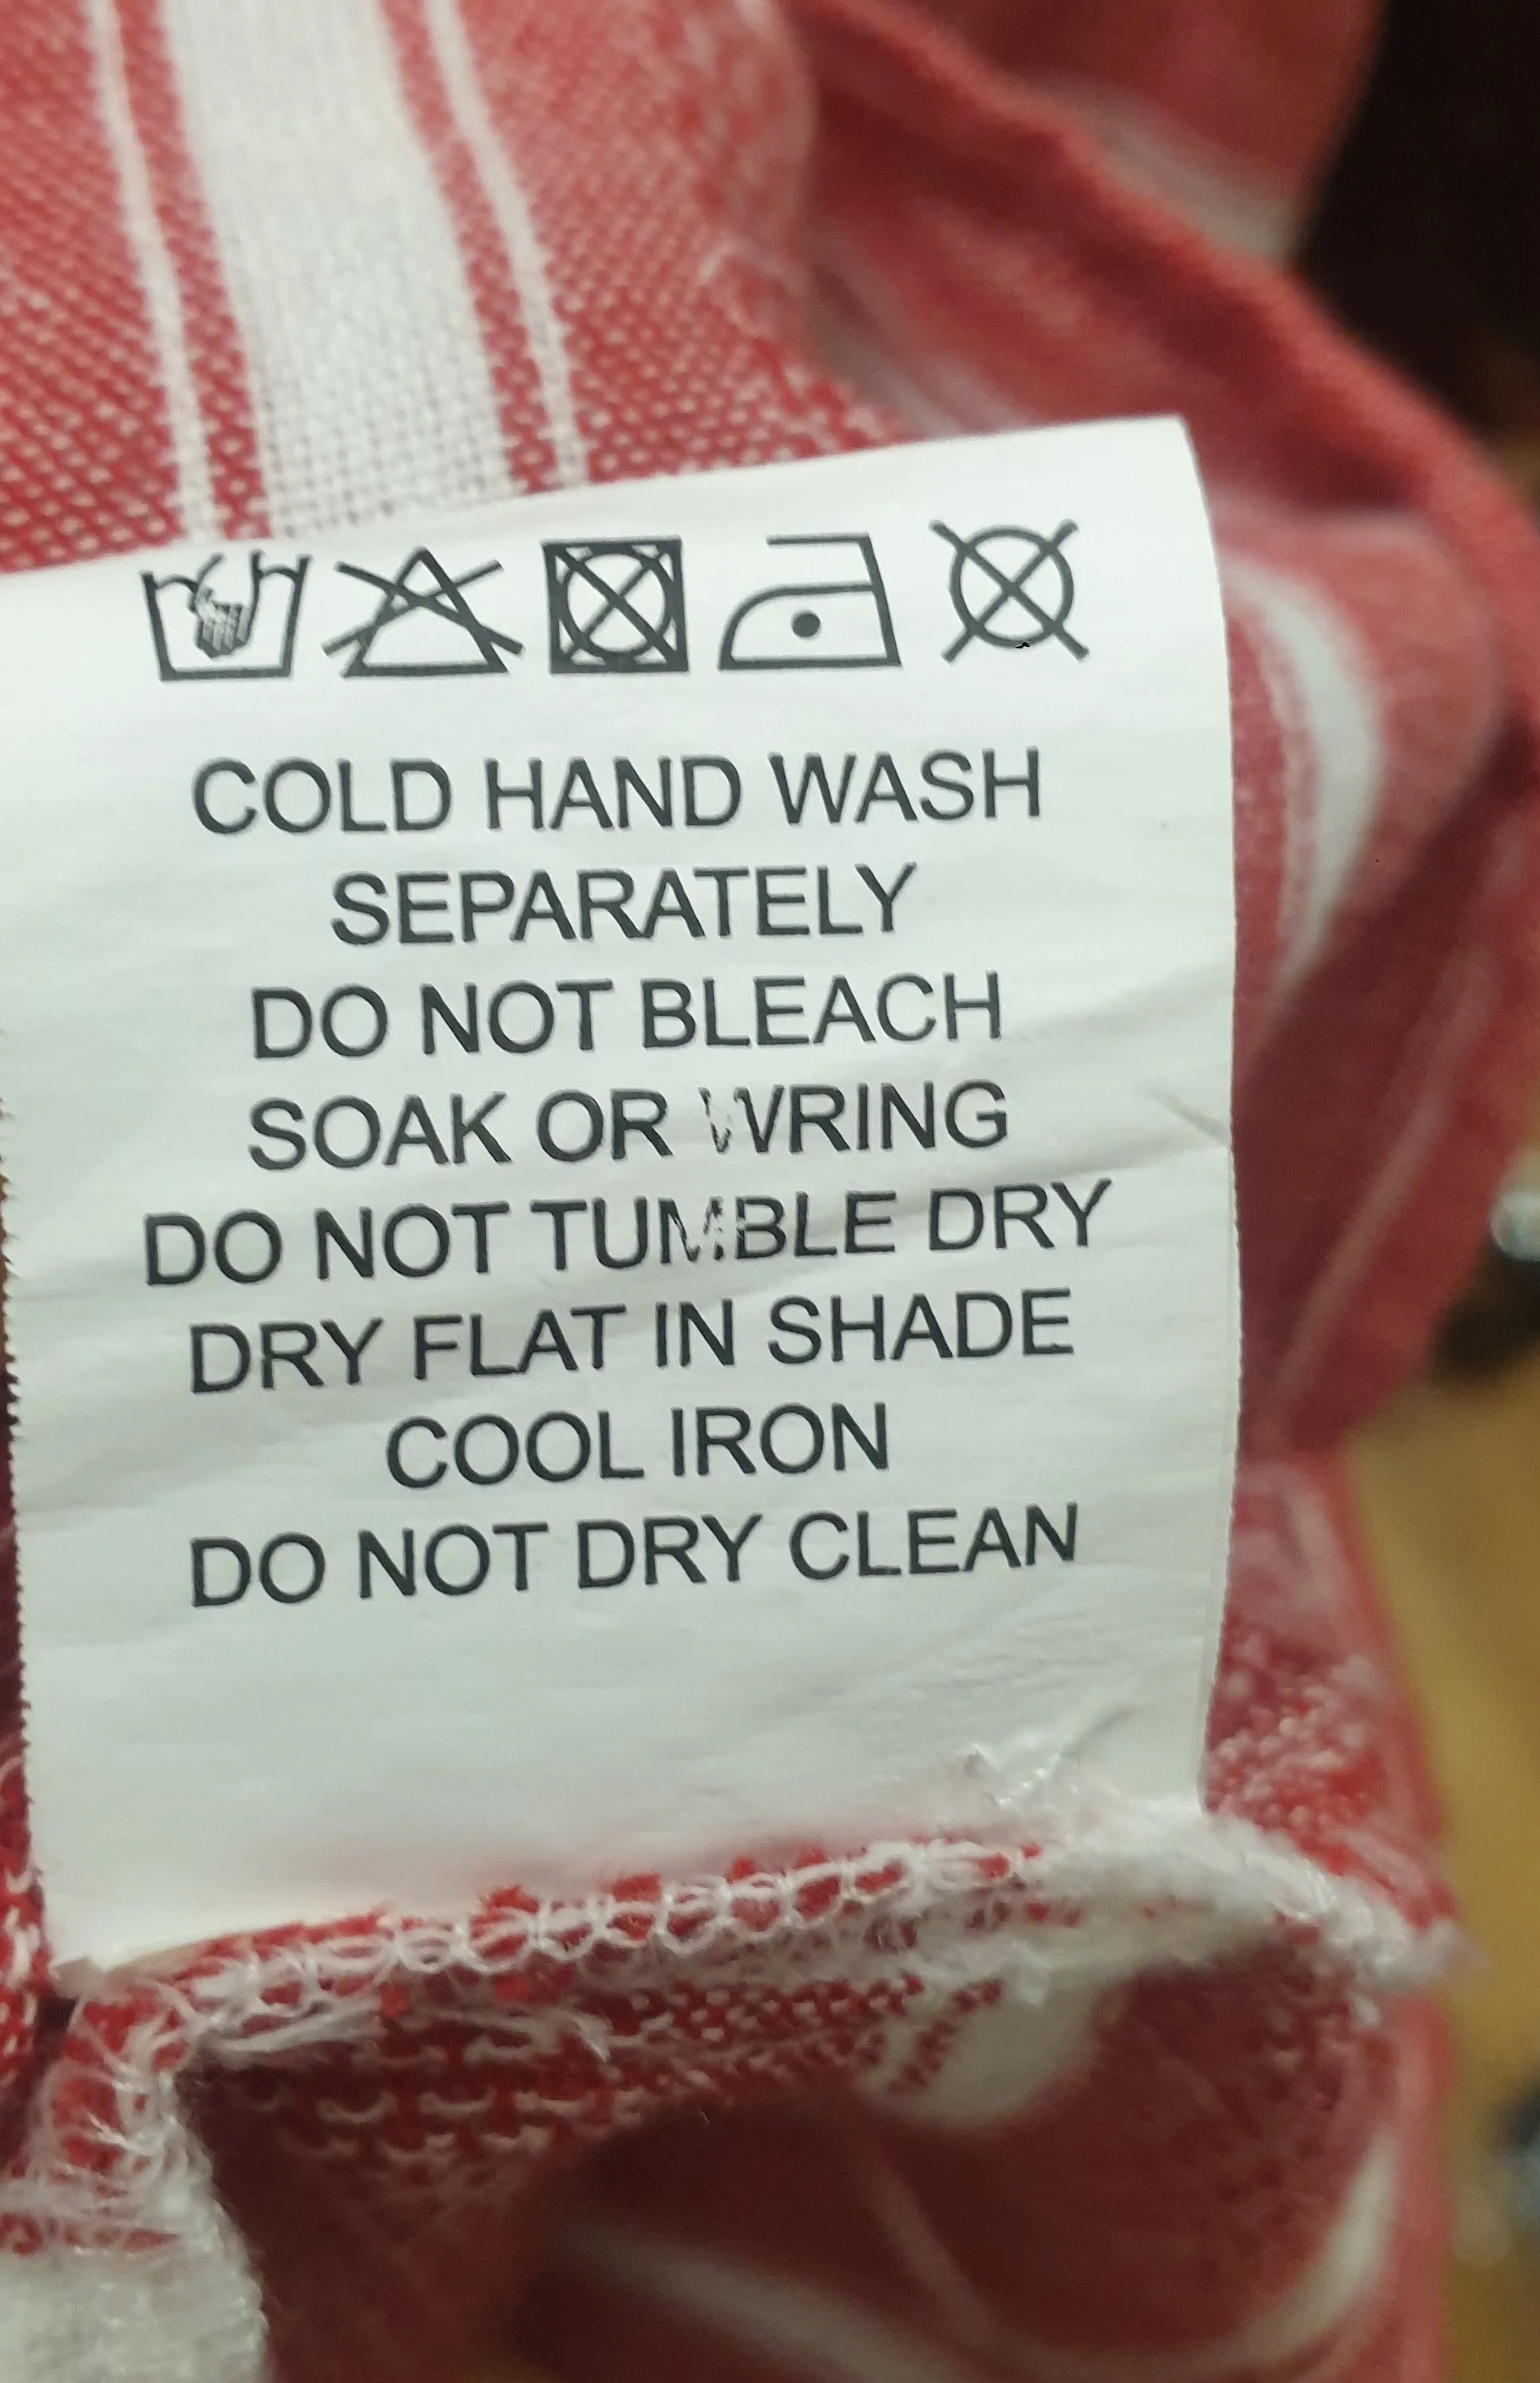 COLD HAND WASH
SEPARATELY
DO NOT BLEACH
SOAK OR WRING
DO NOT TUMBLE DRY
DRY FLAT IN SHADE
COOL IRON
DO NOT DRY CLEAN